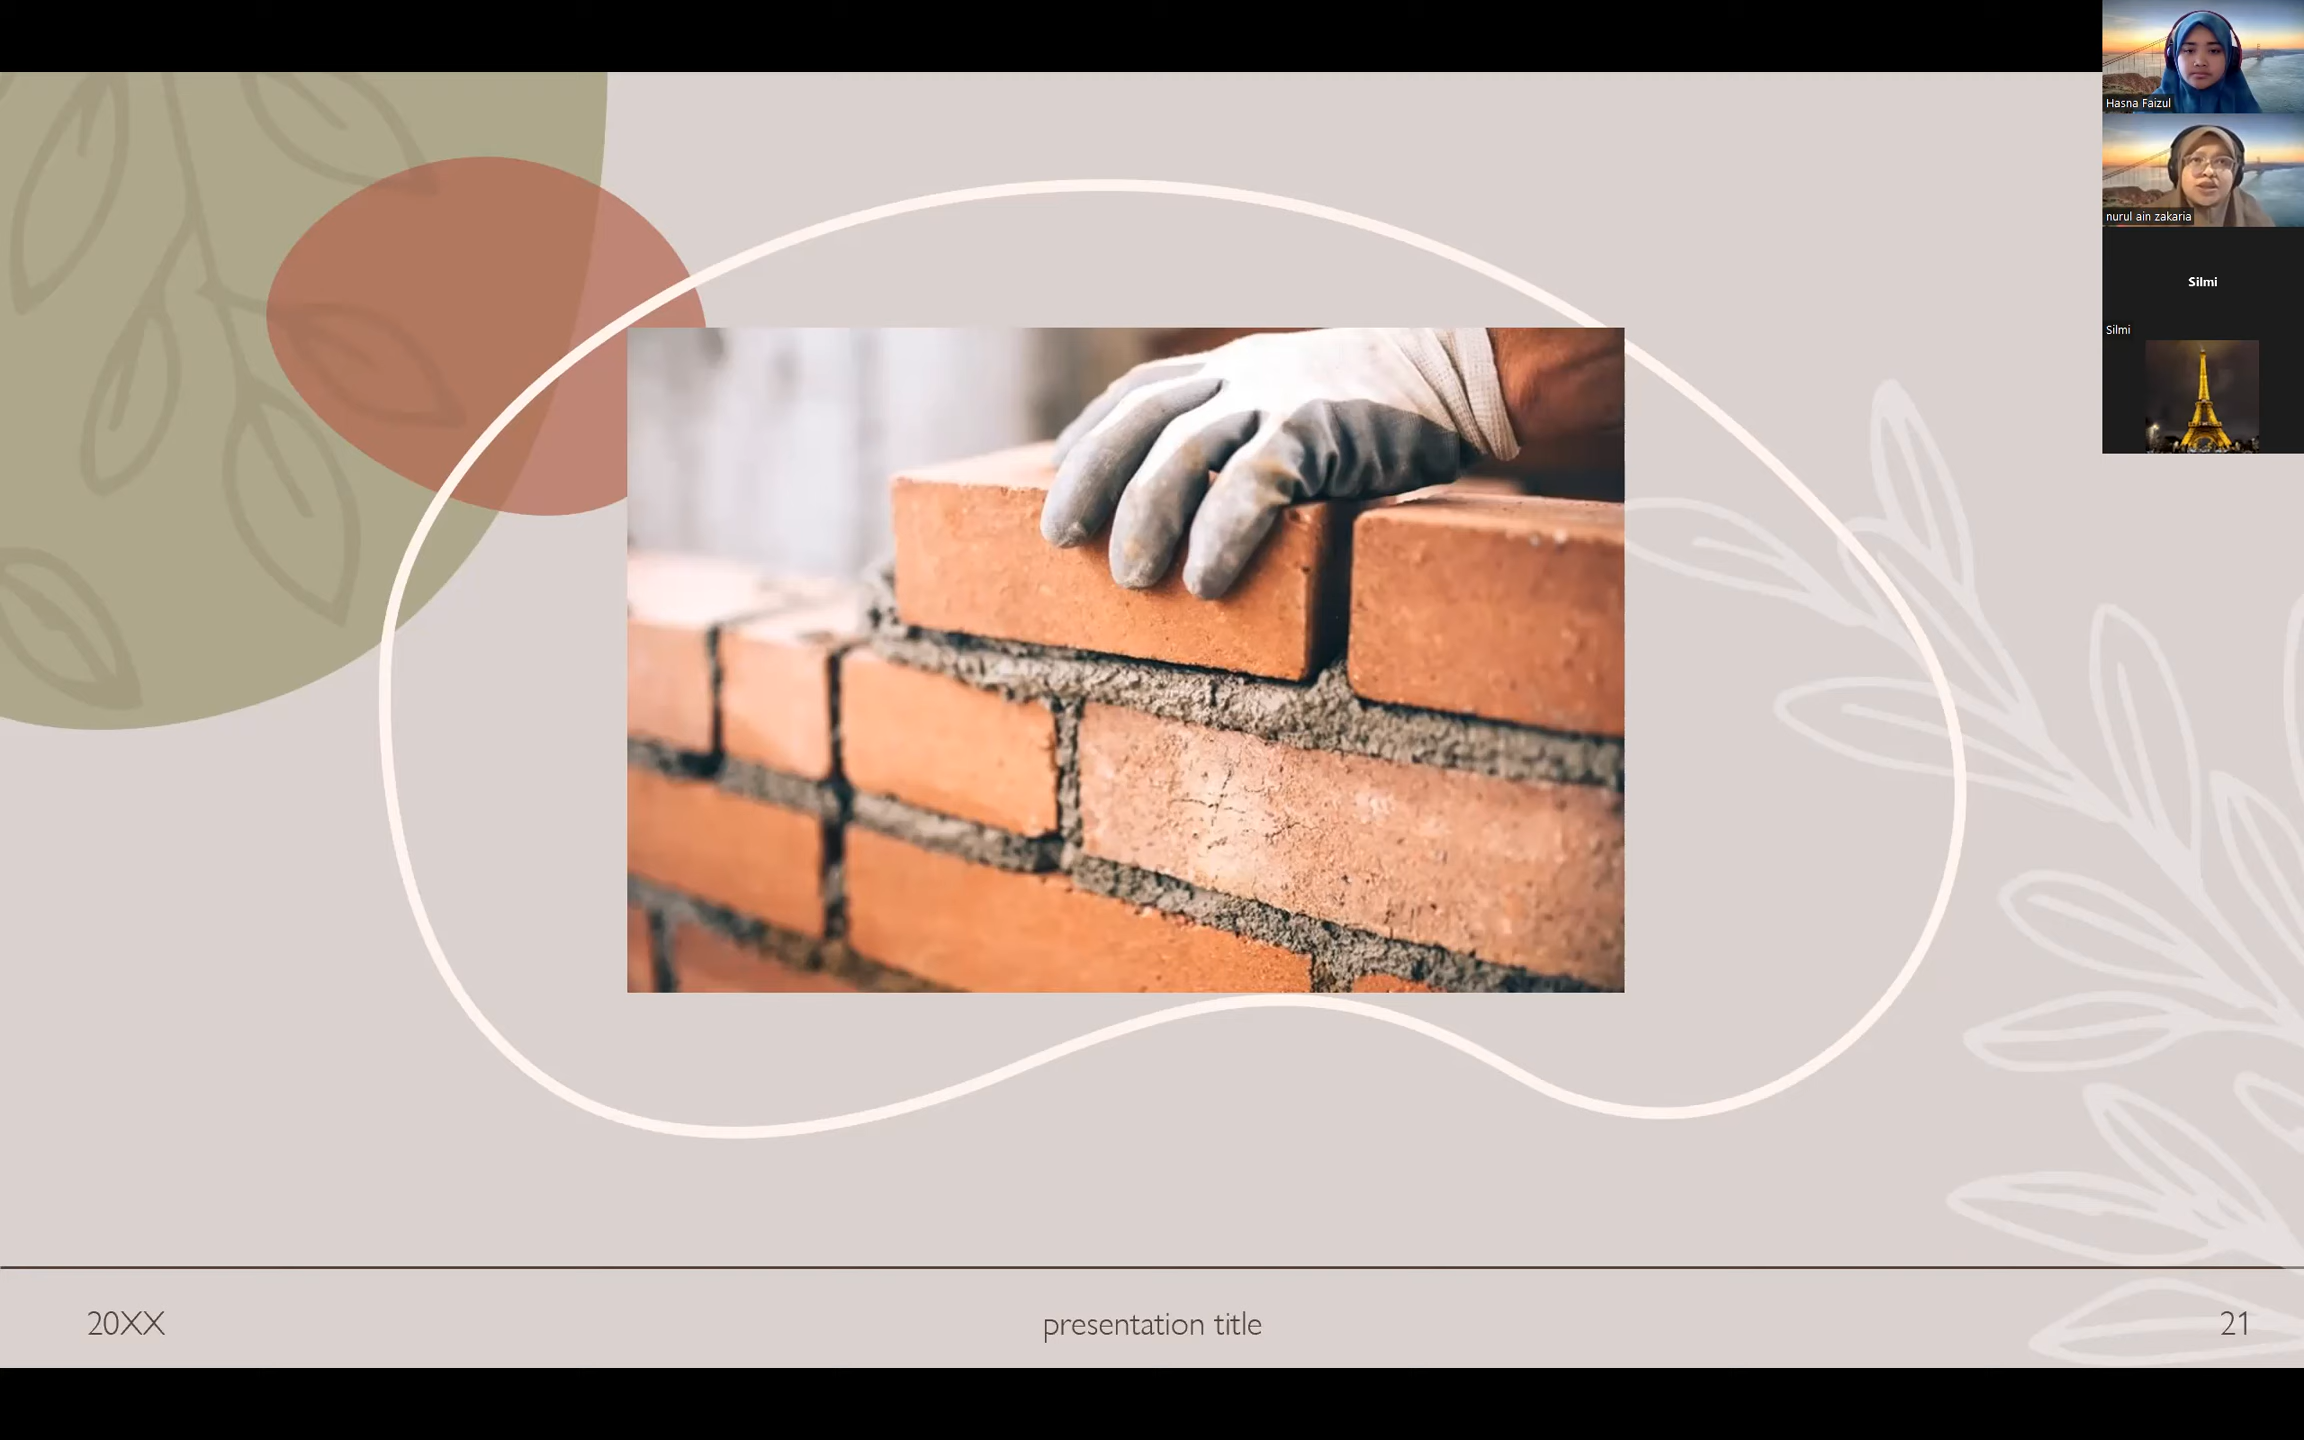 Hasna Faizul
nurul ain zakaria
Silmi
Silmi
20XX
presentation title
21